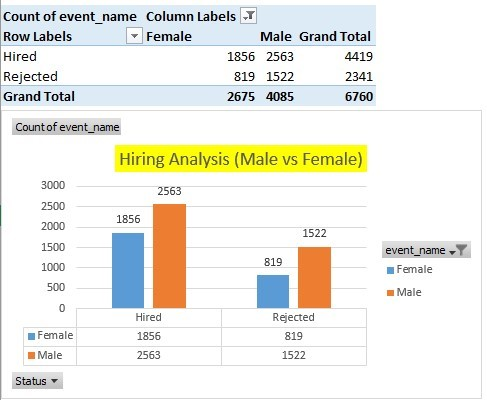 Count of event_name Column Labels
Row Labels Female Male Grand Total
Hired 1856 2563 4419
Rejected 819 1522 2341
Grand Total 2675 4085 6760
Count of event_name
Hiring Analysis (Male vs Female)
3000
2500
2000
1500
1000
500
0
1856
2563
819
1522
Hired Rejected
Female 1856 819
Male 2563 1522
event_name
Female
Male
Status